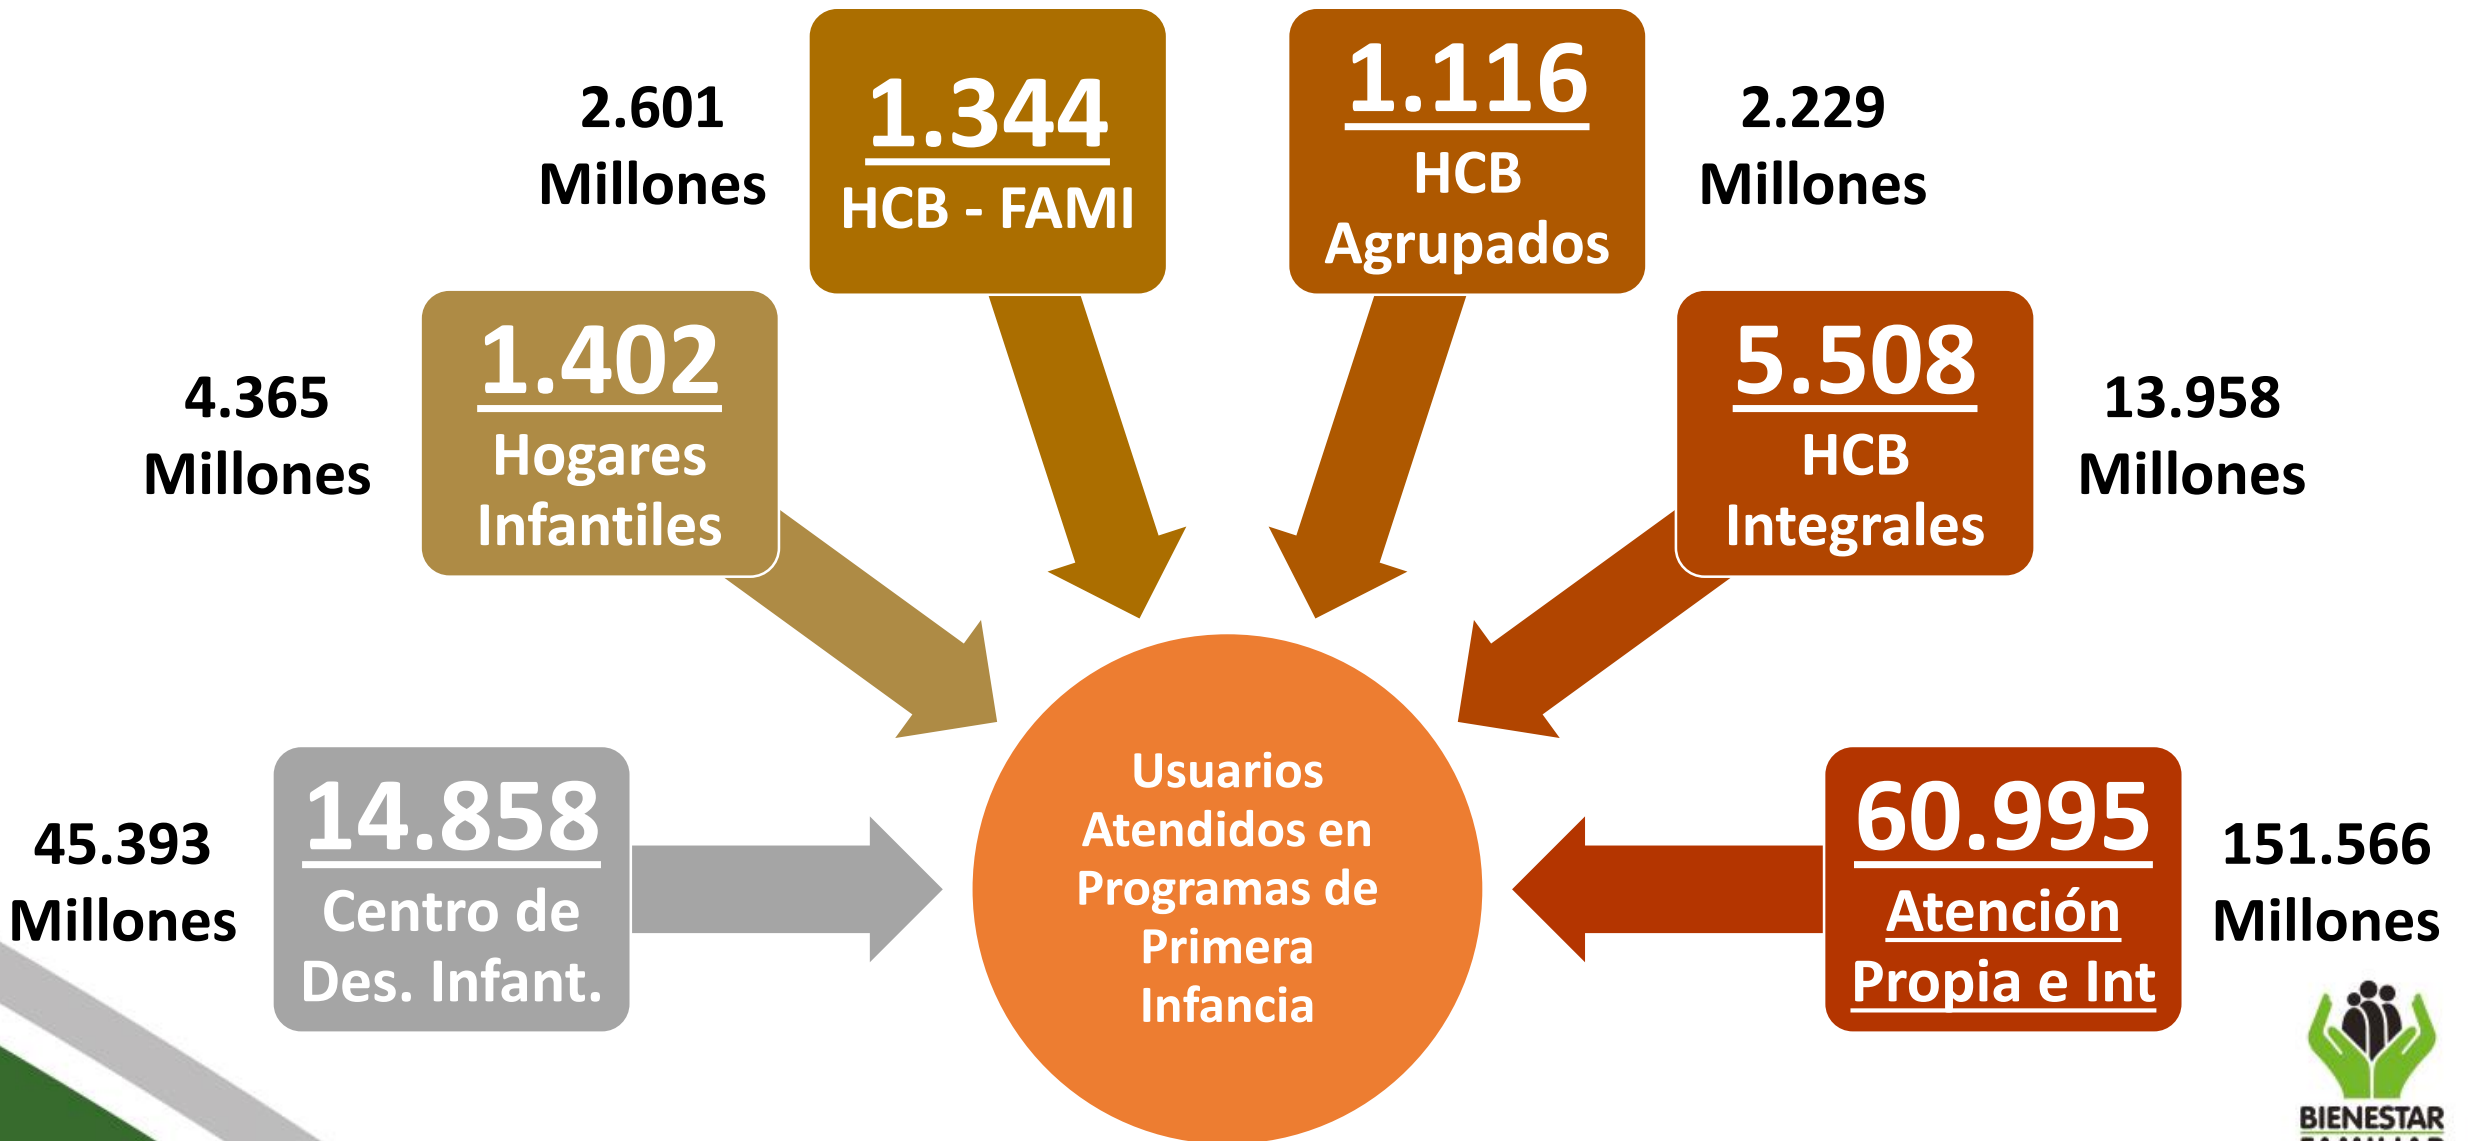 2.601
Millones
1.344
HCB - FAMI
1.116
HCB
Agrupados
2.229
Millones
4.365
Millones
1.402
Hogares
Infantiles
5.508
HCB
Integrales
13.958
Millones
45.393
Millones
14.858
Centro de
Des. Infant.
Usuarios
Atendidos en
Programas de
Primera
Infancia
60.995
Atención
Propia e Int
151.566
Millones
BIENESTAR
FAMILIAR